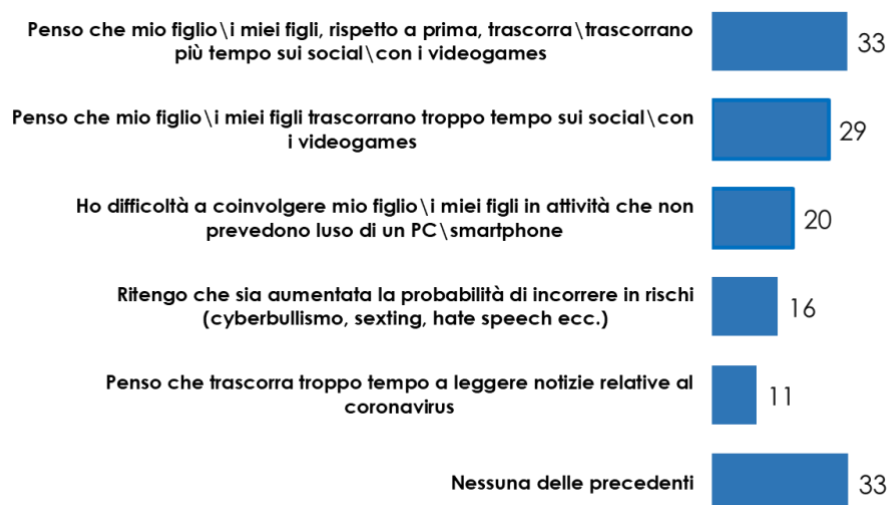 Penso che mio figlio\i miei figli, rispetto a prima, trascorra\trascorrano
più tempo sui social\con i videogames
33
Penso che mio figlio\i miei figli trascorrano troppo tempo sui social\con
i videogames
29
Ho difficoltà a coinvolgere mio figlio\i miei figli in attività che non
prevedono luso di un PC\smartphone
20
Ritengo che sia aumentata la probabilità di incorrere in rischi
(cyberbullismo, sexting, hate speech ecc.)
16
Penso che trascorra troppo tempo a leggere notizie relative al
coronavirus
11
Nessuna delle precedenti
33